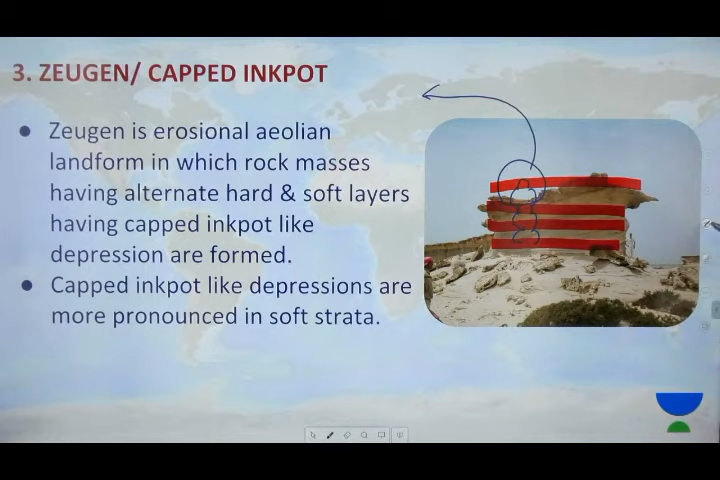 3. ZEUGEN/ CAPPED INKPOT
● Zeugen is erosional aeolian
landform in which rock masses
having alternate hard & soft layers
having capped inkpot like
depression are formed.
● Capped inkpot like depressions are
more pronounced in soft strata.